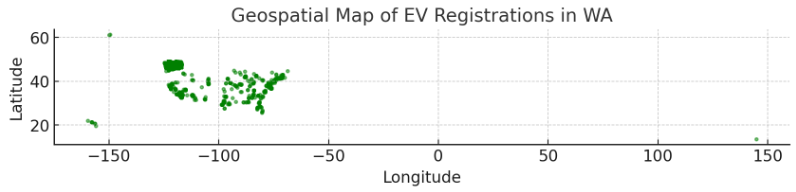 Geospatial Map of EV Registrations in WA
60
40
20
Latitude
−150 −100 −50 0 50 100 150
Longitude